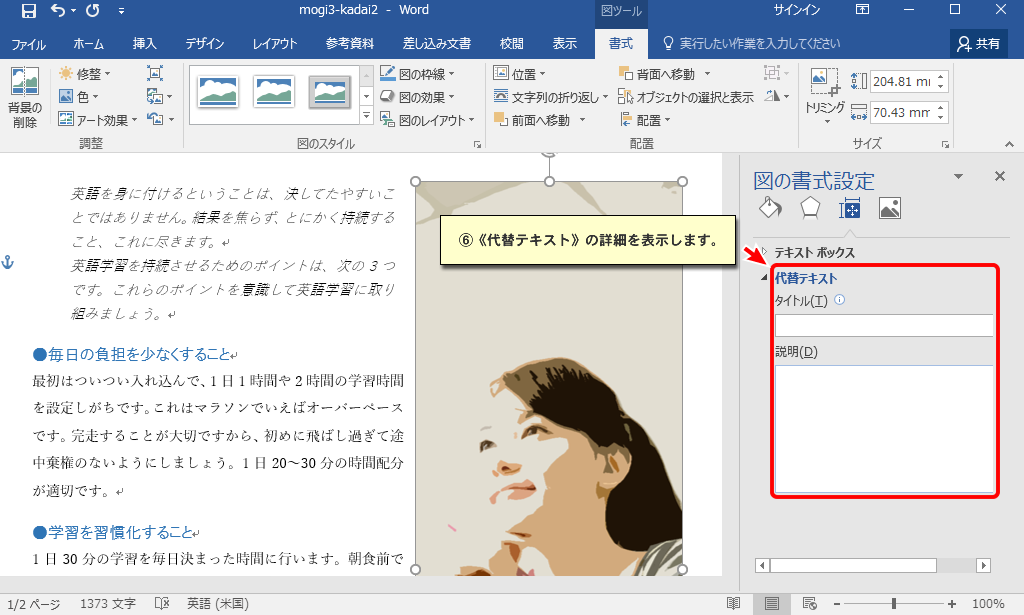 mogi3-kadai2 - Word
図ツール
サインイン
ファイル ホーム 挿入 デザイン レイアウト 参考資料 差し込み文書 校閲 表示 書式 実行したい作業を入力してください 共有
背景の
削除
修整
色
アート効果
調整
図のスタイル
図の枠線
図の効果
図のレイアウト
位置
文字列の折り返し
前面へ移動
背面へ移動
オブジェクトの選択と表示
配置
配置
トリミング
204.81 m
70.43 mm
サイズ
英語を身に付けるということは、決してたやすいこ
とではありません。結果を焦らず、とにかく持続する
こと、これに尽きます。
英語学習を持続させるためのポイントは、次の 3 つ
です。これらのポイントを意識して英語学習に取り
組みましょう。
●毎日の負担を少なくすること
最初はついつい入れ込んで、1 日 1 時間や 2 時間の学習時間
を設定しがちです。これはマラソンでいえばオーバーペース
です。完走することが大切ですから、初めに飛ばし過ぎて途
中棄権のないようにしましょう。1 日 20～30 分の時間配分
が適切です。
●学習を習慣化すること
1 日 30 分の学習を毎日決まった時間に行います。朝食前で
⑥《代替テキスト》の詳細を表示します。
図の書式設定
テキスト ボックス
代替テキスト
タイトル(T)
説明(D)
1/2 ページ 1373 文字 英語 (米国) 100%